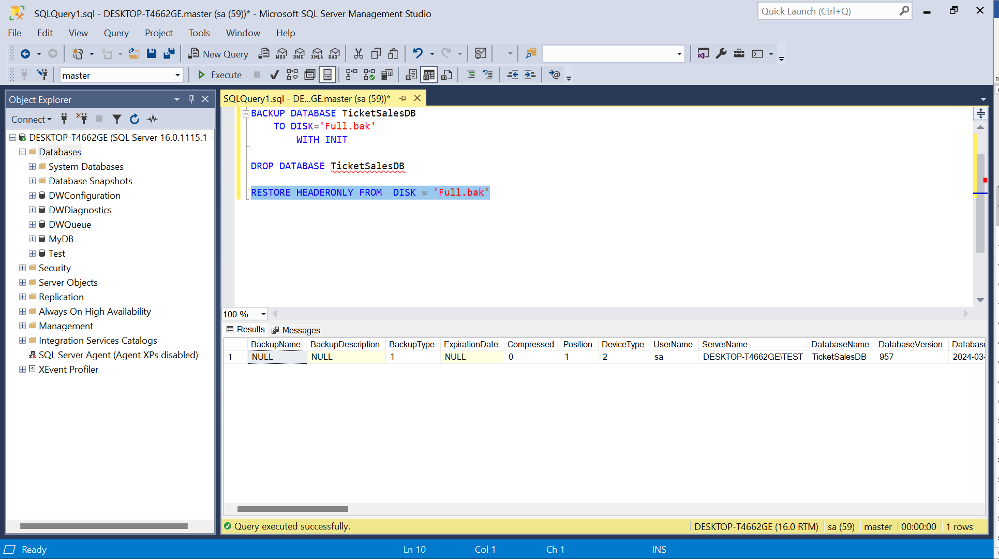 SQLQuery1.sql - DESKTOP-T4662GE.master (sa (59))* - Microsoft SQL Server Management Studio
Quick Launch (Ctrl+Q)
File Edit View Query Project Tools Window Help
New Query MDX DMX XMLA DAX
master Execute
Object Explorer
Connect
DESKTOP-T4662GE (SQL Server 16.0.1115.1 -
Databases
System Databases
Database Snapshots
DWConfiguration
DWDiagnostics
DWQueue
MyDB
Test
Security
Server Objects
Replication
Always On High Availability
Management
Integration Services Catalogs
SQL Server Agent (Agent XPs disabled)
XEvent Profiler
SQLQuery1.sql - DE...GE.master (sa (59))*
BACKUP DATABASE TicketSalesDB
TO DISK='Full.bak'
WITH INIT
DROP DATABASE TicketSalesDB
RESTORE HEADERONLY FROM DISK = 'Full.bak'
100 %
Results Messages
BackupName BackupDescription BackupType ExpirationDate Compressed Position DeviceType UserName ServerName DatabaseName DatabaseVersion Database
1 NULL NULL 1 NULL 0 1 2 sa DESKTOP-T4662GE\TEST TicketSalesDB 957 2024-03-
Query executed successfully. DESKTOP-T4662GE (16.0 RTM) sa (59) master 00:00:00 1 rows
Ready Ln 10 Col 1 Ch 1 INS